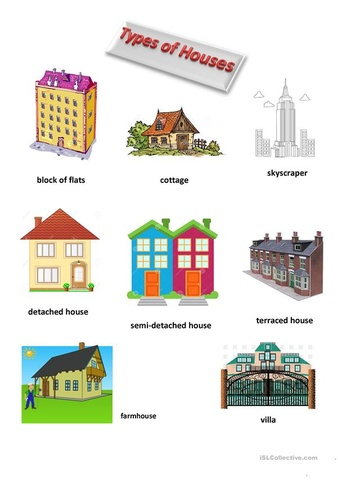 Types of Houses
block of flats
cottage
skyscraper
detached house
semi-detached house
terraced house
farmhouse
villa
iSLCollective.com